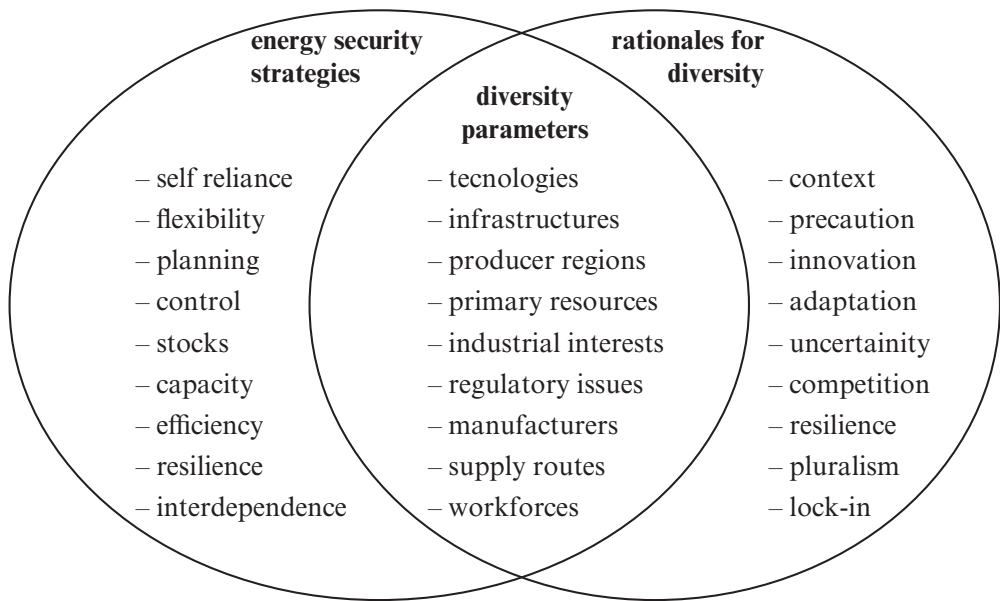 energy security
strategies
– self reliance
– flexibility
– planning
– control
– stocks
– capacity
– efficiency
– resilience
– interdependence
diversity
parameters
– tecnologies
– infrastructures
– producer regions
– primary resources
– industrial interests
– regulatory issues
– manufacturers
– supply routes
– workforces
rationales for
diversity
– context
– precaution
– innovation
– adaptation
– uncertainity
– competition
– resilience
– pluralism
– lock-in